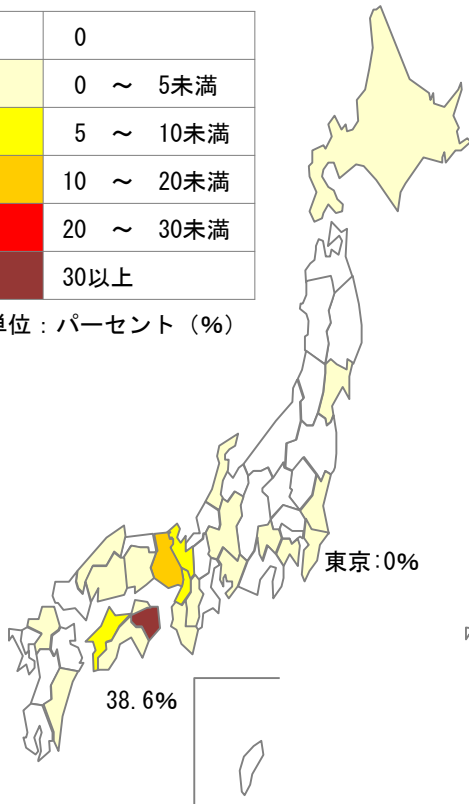 0
0 ～ 5未満
5 ～ 10未満
10 ～ 20未満
20 ～ 30未満
30以上
単位：パーセント（%）
東京:0%
38.6%